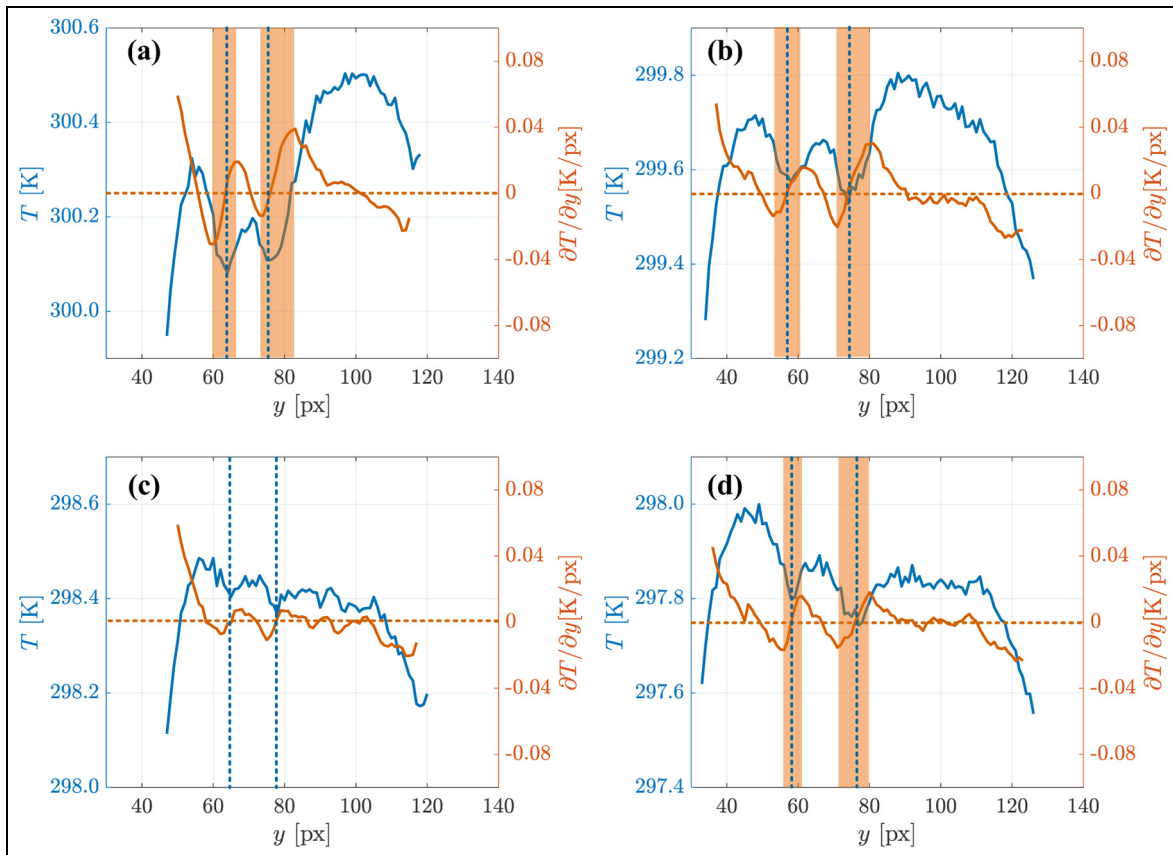 (a)
300.6
300.4
300.2
300.0
T [K]
0.08
0.04
0
-0.04
-0.08
∂T/∂y[K/px]
40 60 80 100 120 140
y [px]
(b)
299.8
299.6
299.4
299.2
T [K]
0.08
0.04
0
-0.04
-0.08
∂T/∂y[K/px]
40 60 80 100 120 140
y [px]
(c)
298.6
298.4
298.2
298.0
T [K]
0.08
0.04
0
-0.04
-0.08
∂T/∂y[K/px]
40 60 80 100 120 140
y [px]
(d)
298.0
297.8
297.6
297.4
T [K]
0.08
0.04
0
-0.04
-0.08
∂T/∂y[K/px]
40 60 80 100 120 140
y [px]